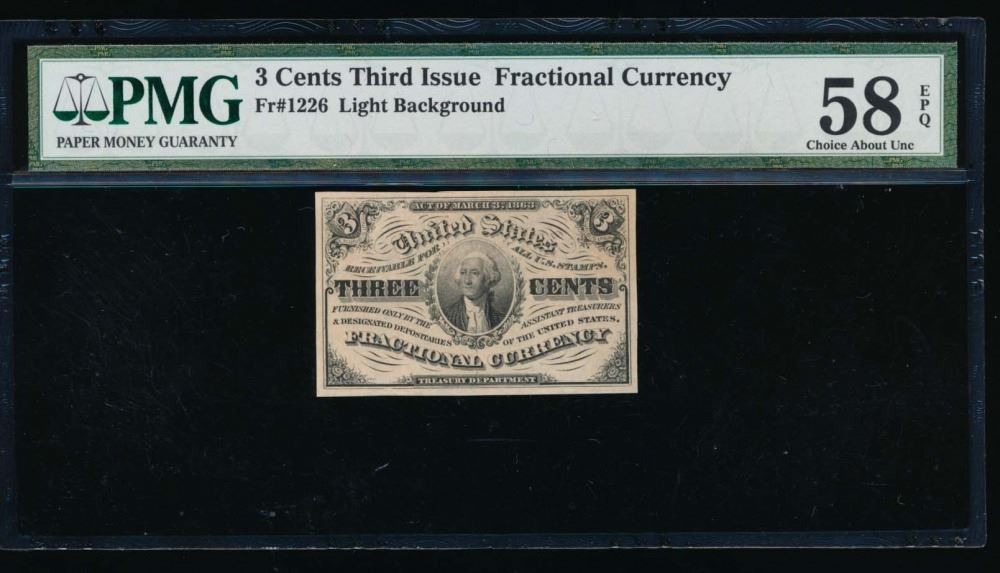 PMG
PAPER MONEY GUARANTY
3 Cents Third Issue Fractional Currency
Fr#1226 Light Background
58
EPQ
Choice About Unc
ACT OF MARCH 3, 1863
3
3
United States
RECEIVABLE FOR ALL U.S. STAMPS.
THREE CENTS
FURNISHED ONLY BY THE ASSISTANT TREASURERS
& DESIGNATED DEPOSITARIES OF THE UNITED STATES.
FRACTIONAL CURRENCY
3
3
TREASURY DEPARTMENT